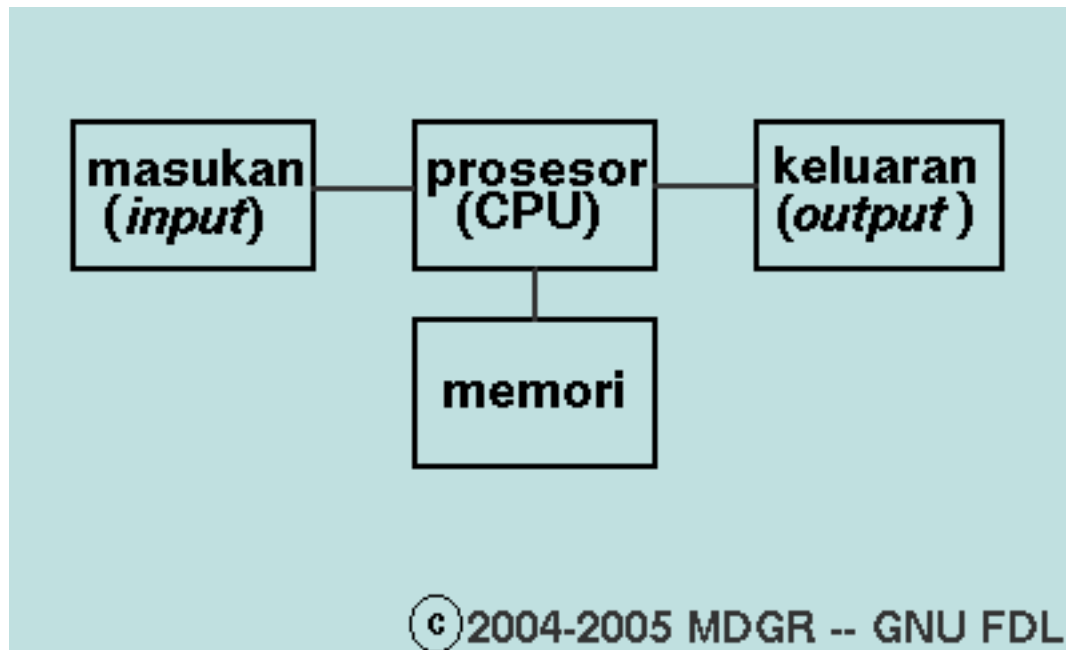 masukan
(input)
prosesor
(CPU)
keluaran
(output)
memori
©2004-2005 MDGR -- GNU FDL